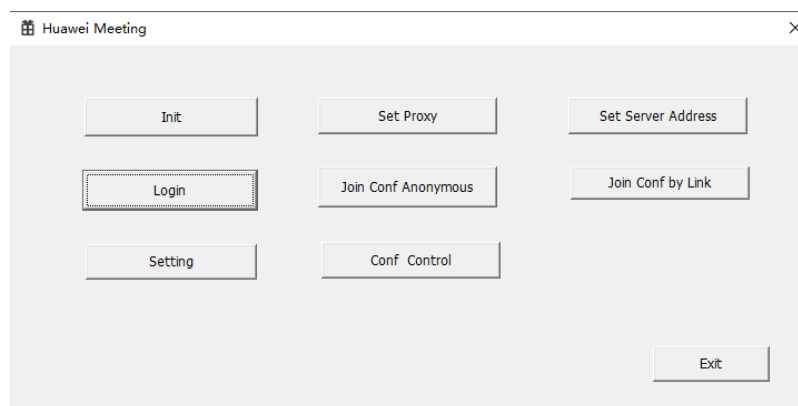 Huawei Meeting
Init
Set Proxy
Set Server Address
Login
Join Conf Anonymous
Join Conf by Link
Setting
Conf Control
Exit